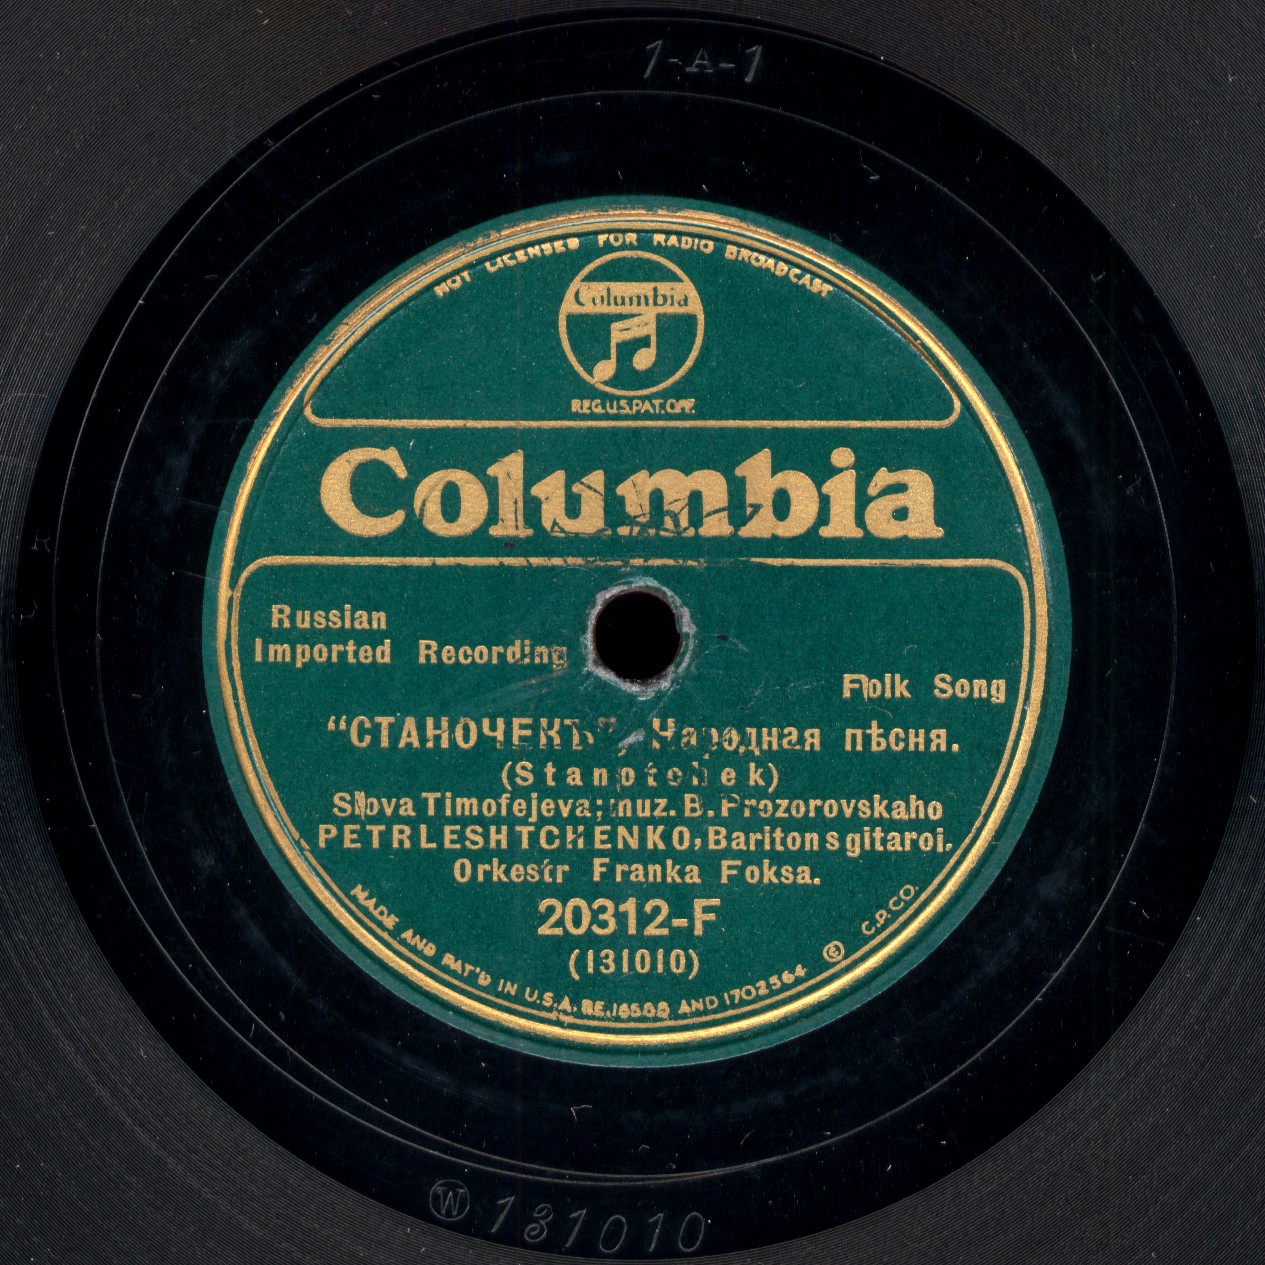 1-A-1
NOT LICENSED FOR RADIO BROADCAST
Columbia
REG.U.S.PAT.OFF.
Columbia
Russian
Imported Recording
Folk Song
“СТАНОЧЕКЪ”, Народная пѣсня.
(Stanotchek)
Slova Timofejeva; muz. B. Prozorovskaho
PETR LESHTCHENKO, Bariton s gitaroi.
Orkestr Franka Foksa.
20312-F
(131010)
MADE AND PAT'D IN U.S.A. RE. 16588 AND 1702564 Ⓔ C.P.CO.
Ⓦ 131010